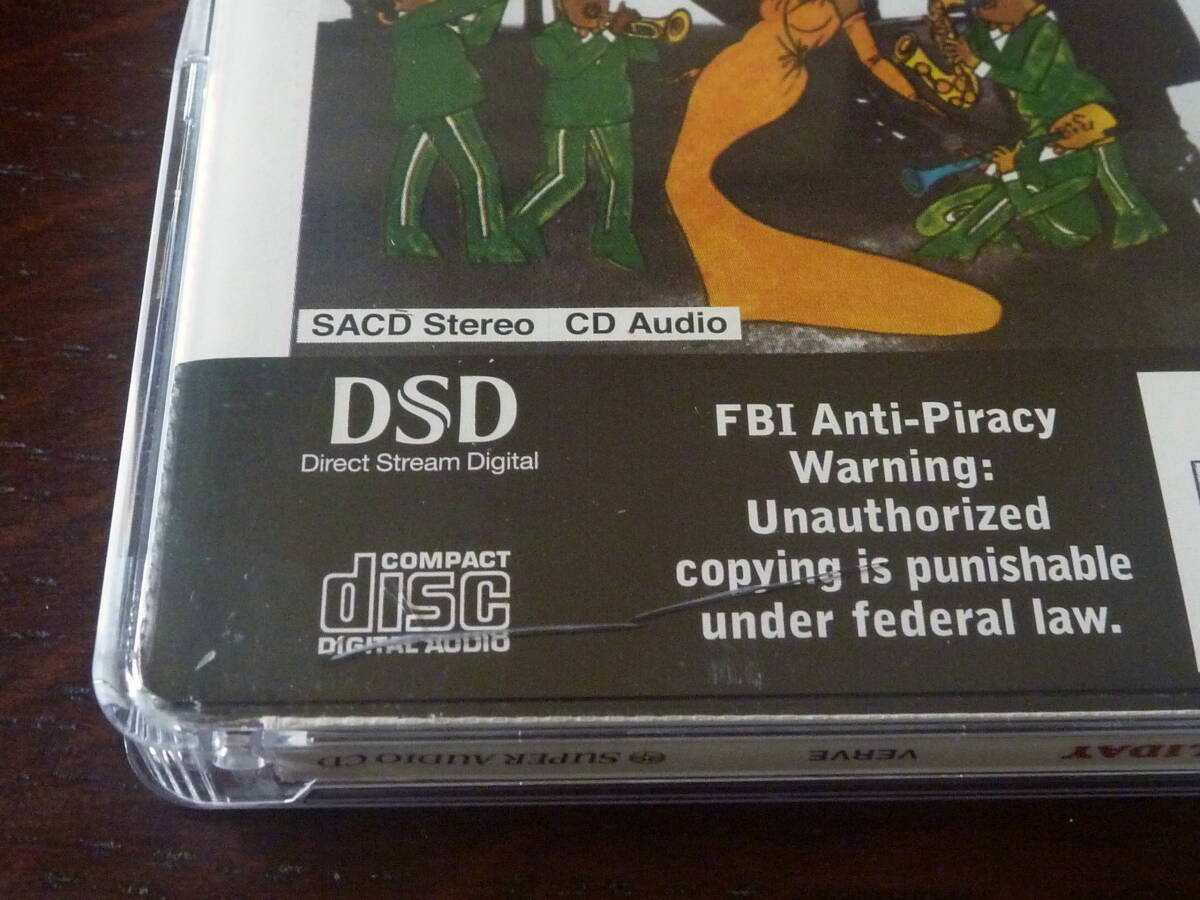 SACD Stereo CD Audio
DSD
Direct Stream Digital
COMPACT
disc
DIGITAL AUDIO
FBI Anti-Piracy
Warning:
Unauthorized
copying is punishable
under federal law.
SUPER AUDIO CD
VERVE